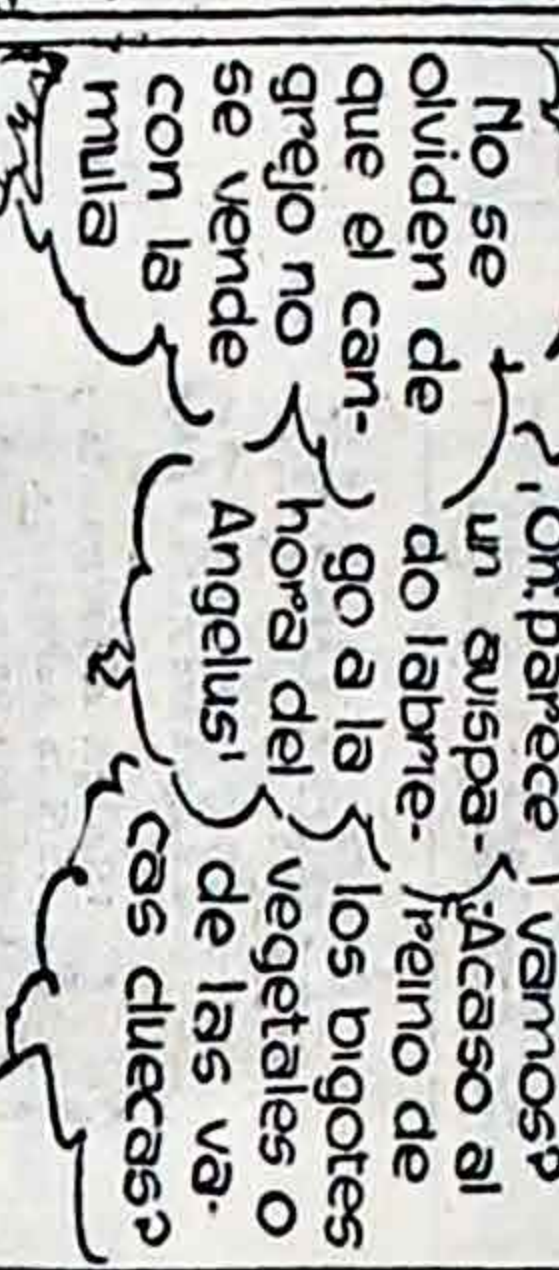 No se
olviden de
que el can-
grejo no
se vende
con la
mula
¡Oh, parece
un avispa-
do labrie-
go a la
hora del
Angelus!
vamos?
¿Acaso al
reino de
los bigotes
vegetales o
de las va-
cas cluecas?